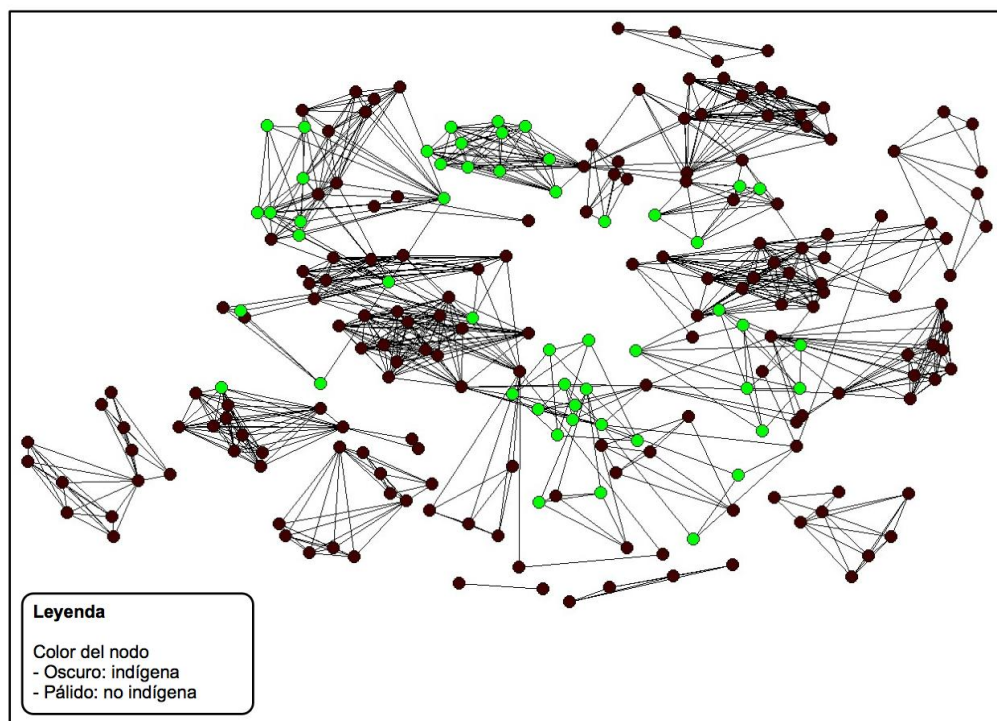 Leyenda
Color del nodo
- Oscuro: indígena
- Pálido: no indígena